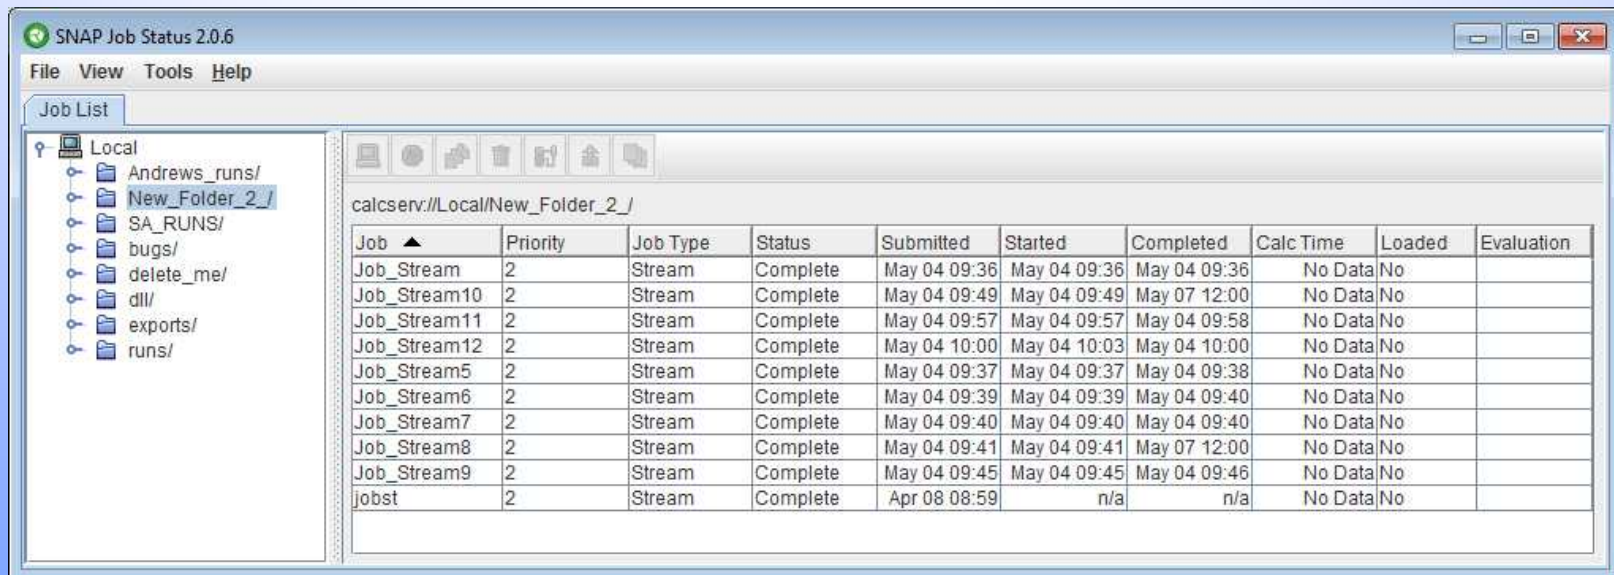 SNAP Job Status 2.0.6
File View Tools Help
Job List
Local
Andrews_runs/
New_Folder_2_/
SA_RUNS/
bugs/
delete_me/
dll/
exports/
runs/
calcserv://Local/New_Folder_2_/
Job Priority Job Type Status Submitted Started Completed Calc Time Loaded Evaluation
Job_Stream 2 Stream Complete May 04 09:36 May 04 09:36 May 04 09:36 No Data No
Job_Stream10 2 Stream Complete May 04 09:49 May 04 09:49 May 07 12:00 No Data No
Job_Stream11 2 Stream Complete May 04 09:57 May 04 09:57 May 04 09:58 No Data No
Job_Stream12 2 Stream Complete May 04 10:00 May 04 10:03 May 04 10:00 No Data No
Job_Stream5 2 Stream Complete May 04 09:37 May 04 09:37 May 04 09:38 No Data No
Job_Stream6 2 Stream Complete May 04 09:39 May 04 09:39 May 04 09:40 No Data No
Job_Stream7 2 Stream Complete May 04 09:40 May 04 09:40 May 04 09:40 No Data No
Job_Stream8 2 Stream Complete May 04 09:41 May 04 09:41 May 07 12:00 No Data No
Job_Stream9 2 Stream Complete May 04 09:45 May 04 09:45 May 04 09:46 No Data No
jobst 2 Stream Complete Apr 08 08:59 n/a n/a No Data No